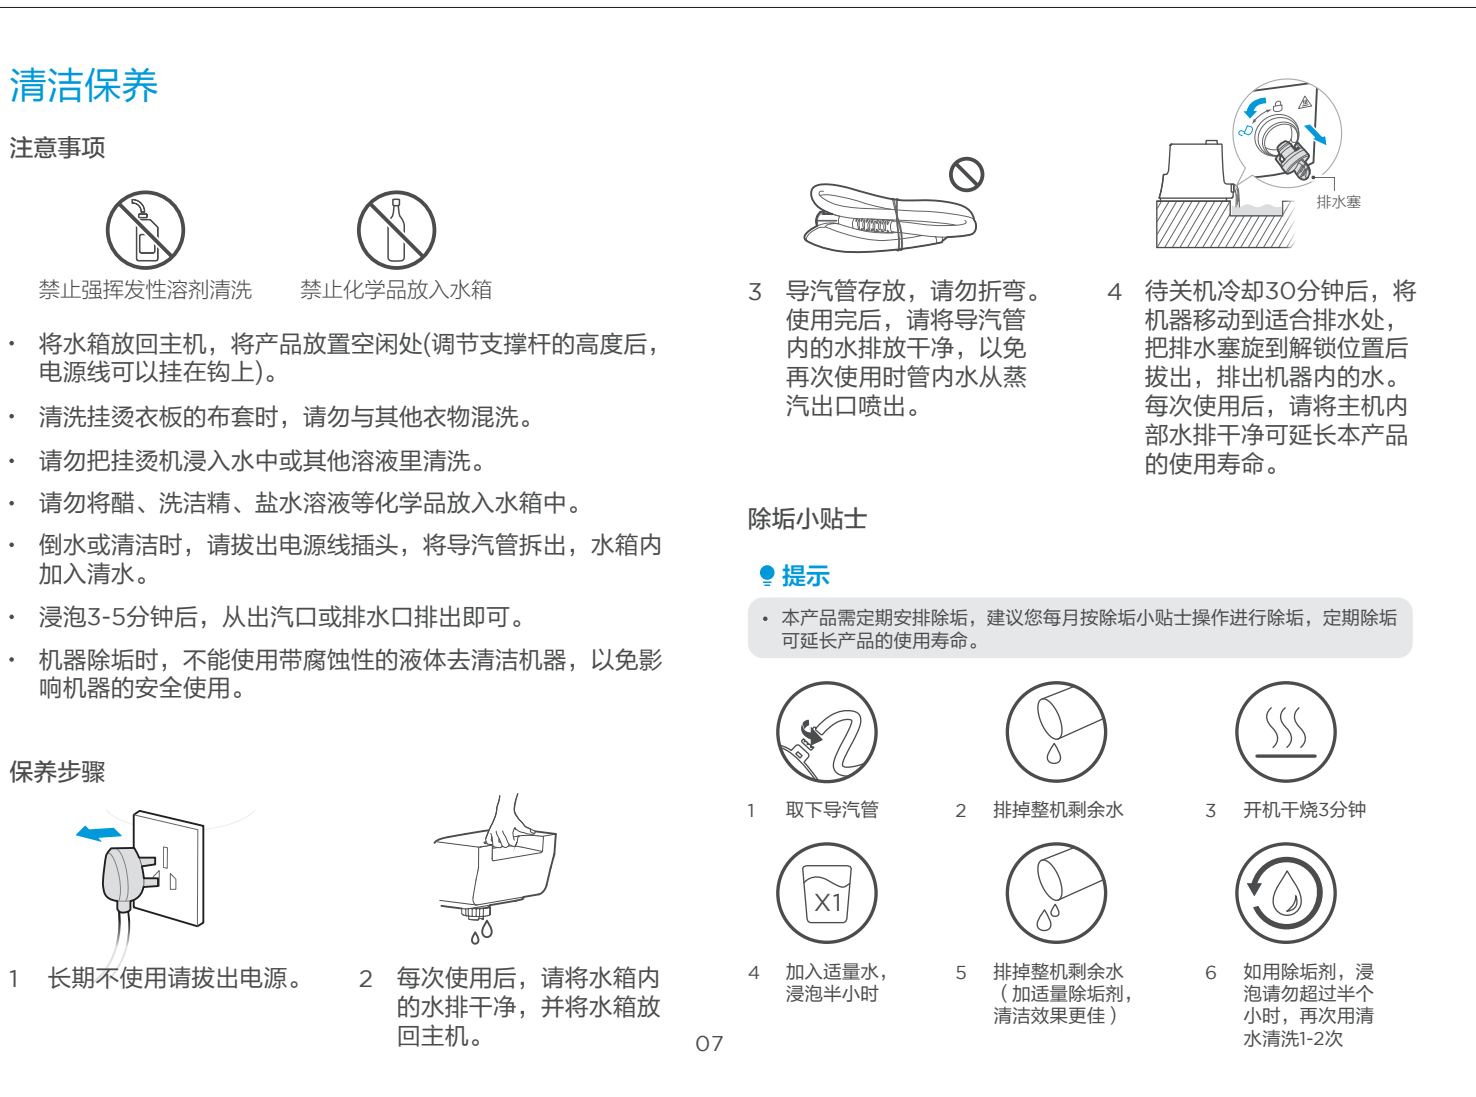 清洁保养
注意事项
禁止强挥发性溶剂清洗
禁止化学品放入水箱
· 将水箱放回主机，将产品放置空闲处(调节支撑杆的高度后，
电源线可以挂在钩上)。
· 清洗挂烫衣板的布套时，请勿与其他衣物混洗。
· 请勿把挂烫机浸入水中或其他溶液里清洗。
· 请勿将醋、洗洁精、盐水溶液等化学品放入水箱中。
· 倒水或清洁时，请拔出电源线插头，将导汽管拆出，水箱内
加入清水。
· 浸泡3-5分钟后，从出汽口或排水口排出即可。
· 机器除垢时，不能使用带腐蚀性的液体去清洁机器，以免影
响机器的安全使用。
保养步骤
1 长期不使用请拔出电源。
2 每次使用后，请将水箱内
的水排干净，并将水箱放
回主机。
3 导汽管存放，请勿折弯。
使用完后，请将导汽管
内的水排放干净，以免
再次使用时管内水从蒸
汽出口喷出。
排水塞
4 待关机冷却30分钟后，将
机器移动到适合排水处，
把排水塞旋到解锁位置后
拔出，排出机器内的水。
每次使用后，请将主机内
部水排干净可延长本产品
的使用寿命。
除垢小贴士
提示
· 本产品需定期安排除垢，建议您每月按除垢小贴士操作进行除垢，定期除垢
可延长产品的使用寿命。
1 取下导汽管
2 排掉整机剩余水
3 开机干烧3分钟
X1
4 加入适量水，
浸泡半小时
5 排掉整机剩余水
（加适量除垢剂，
清洁效果更佳）
6 如用除垢剂，浸
泡请勿超过半个
小时，再次用清
水清洗1-2次
07